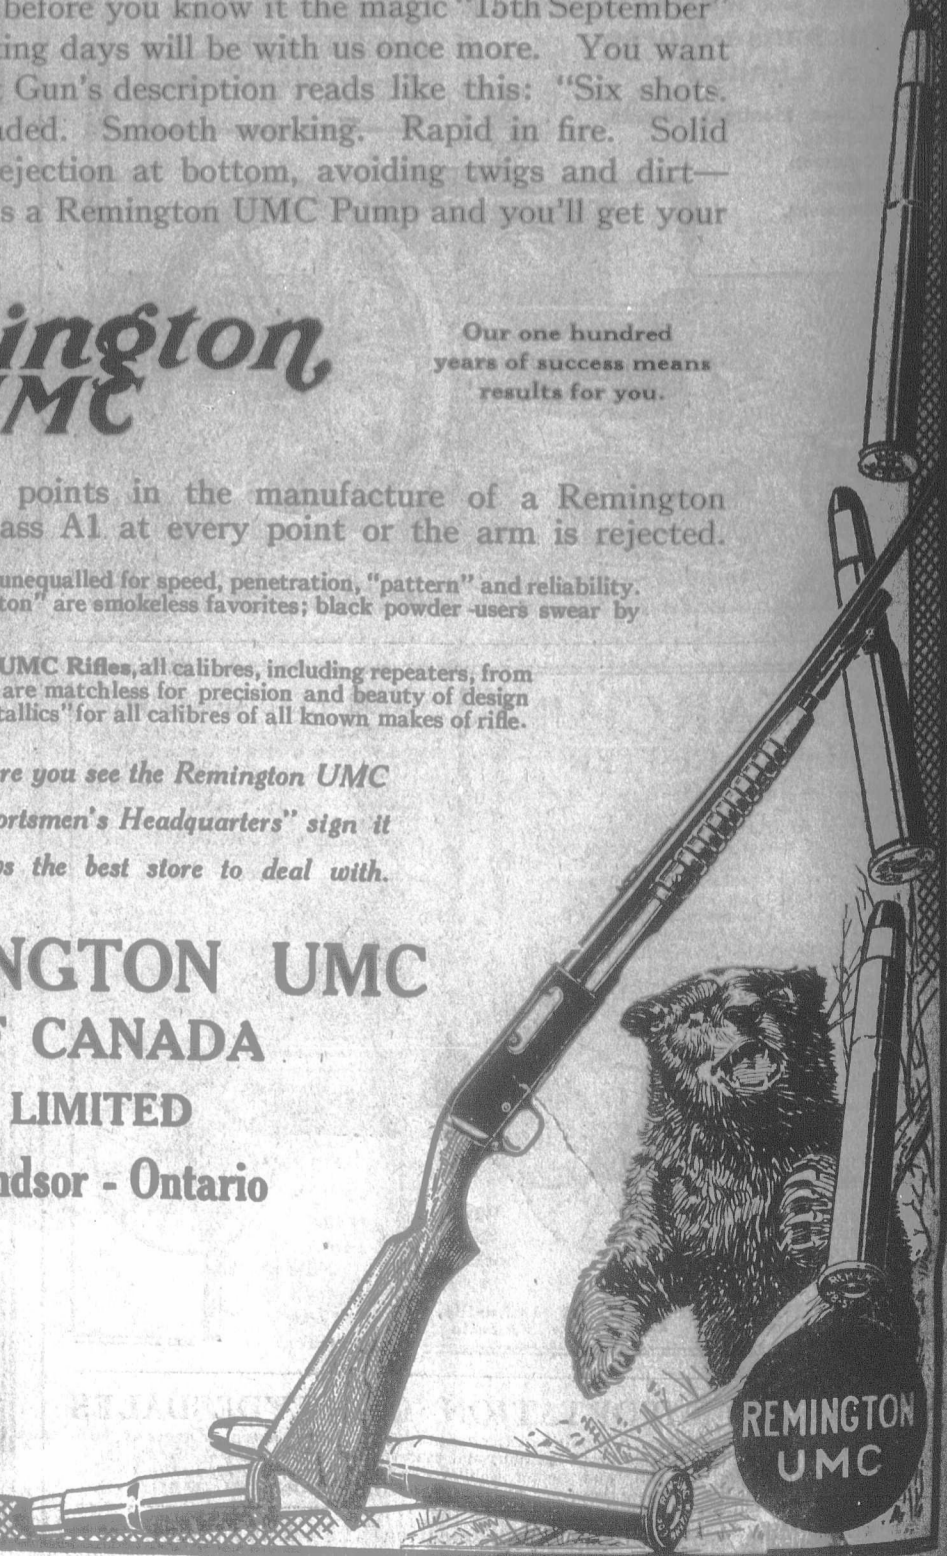 before you know it the magic "15th September"
ing days will be with us once more. You want
Gun's description reads like this: "Six shots.
ded. Smooth working. Rapid in fire. Solid
ejection at bottom, avoiding twigs and dirt—
s a Remington UMC Pump and you'll get your
ington
UMC
Our one hundred
years of success means
results for you.
points in the manufacture of a Remington
ass A1 at every point or the arm is rejected.
unequalled for speed, penetration, "pattern" and reliability.
ton" are smokeless favorites; black powder users swear by
UMC Rifles, all calibres, including repeaters, from
are matchless for precision and beauty of design
tallics" for all calibres of all known makes of rifle.
re you see the Remington UMC
ortsmen's Headquarters" sign it
s the best store to deal with.
NGTON UMC
CANADA
LIMITED
ndsor - Ontario
REMINGTON
UMC